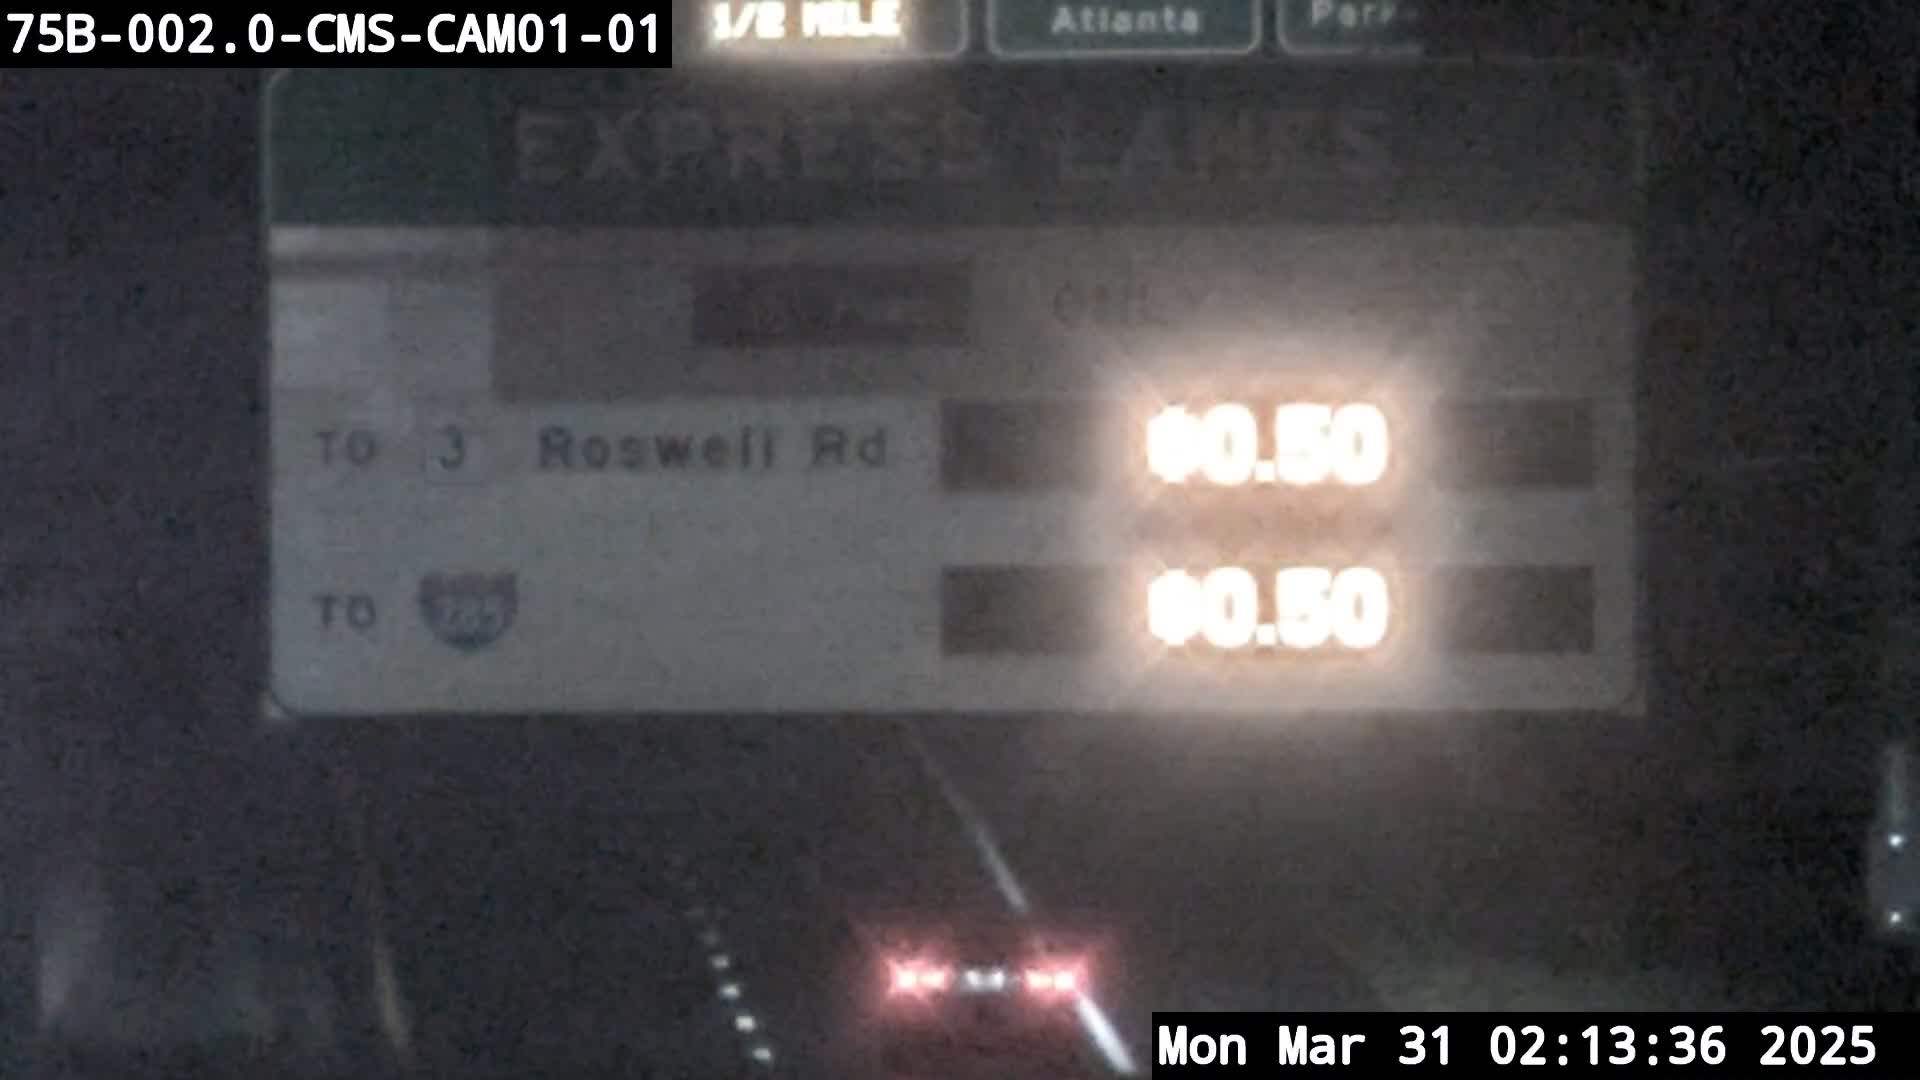 75B-002.0-CMS-CAM01-01
1/2 MILE
Atlanta
EXPRESS LANES
ONLY
TO 3 Roswell Rd $0.50
TO $0.50
Mon Mar 31 02:13:36 2025